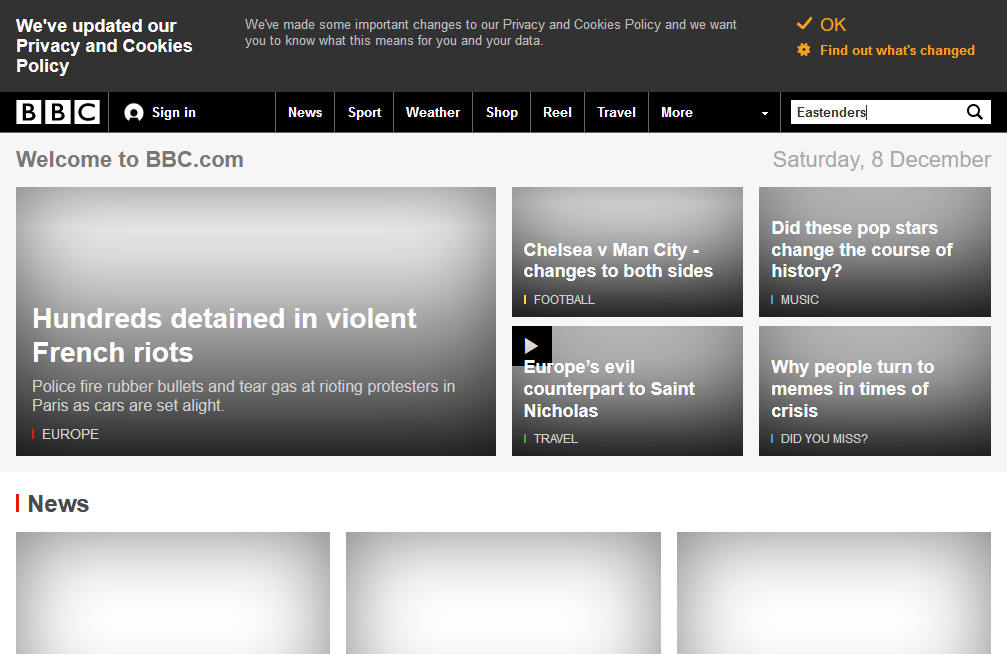 We've updated our
Privacy and Cookies
Policy
We've made some important changes to our Privacy and Cookies Policy and we want
you to know what this means for you and your data.
OK
Find out what's changed
BBC
Sign in
News
Sport
Weather
Shop
Reel
Travel
More
Eastenders
Welcome to BBC.com
Saturday, 8 December
Hundreds detained in violent
French riots
Police fire rubber bullets and tear gas at rioting protesters in
Paris as cars are set alight.
EUROPE
Chelsea v Man City -
changes to both sides
FOOTBALL
Did these pop stars
change the course of
history?
MUSIC
Europe’s evil
counterpart to Saint
Nicholas
TRAVEL
Why people turn to
memes in times of
crisis
DID YOU MISS?
News